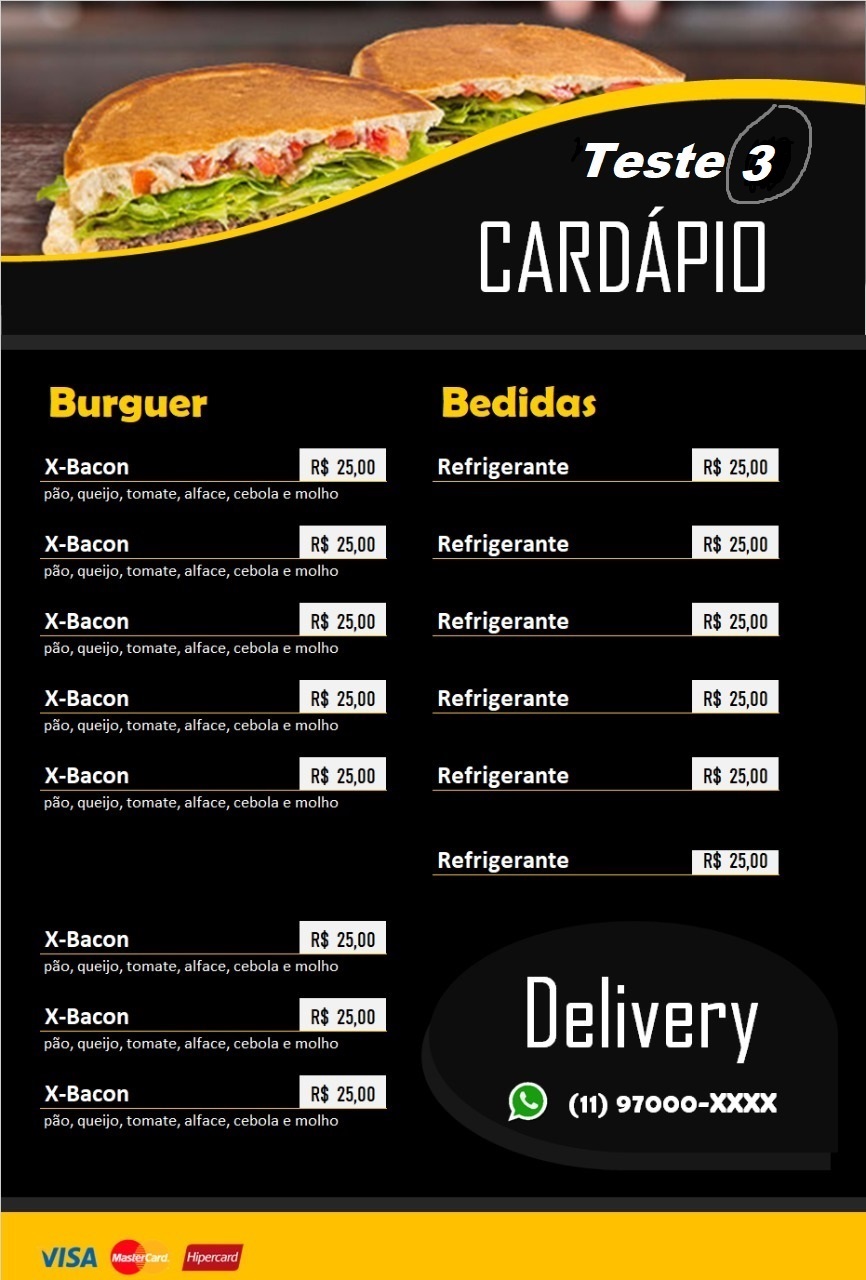 Teste 3
CARDÁPIO
Burguer
X-Bacon R$ 25,00
pão, queijo, tomate, alface, cebola e molho
X-Bacon R$ 25,00
pão, queijo, tomate, alface, cebola e molho
X-Bacon R$ 25,00
pão, queijo, tomate, alface, cebola e molho
X-Bacon R$ 25,00
pão, queijo, tomate, alface, cebola e molho
X-Bacon R$ 25,00
pão, queijo, tomate, alface, cebola e molho
X-Bacon R$ 25,00
pão, queijo, tomate, alface, cebola e molho
X-Bacon R$ 25,00
pão, queijo, tomate, alface, cebola e molho
X-Bacon R$ 25,00
pão, queijo, tomate, alface, cebola e molho
Bedidas
Refrigerante R$ 25,00
Refrigerante R$ 25,00
Refrigerante R$ 25,00
Refrigerante R$ 25,00
Refrigerante R$ 25,00
Refrigerante R$ 25,00
Delivery
(11) 97000-XXXX
VISA MasterCard. Hipercard